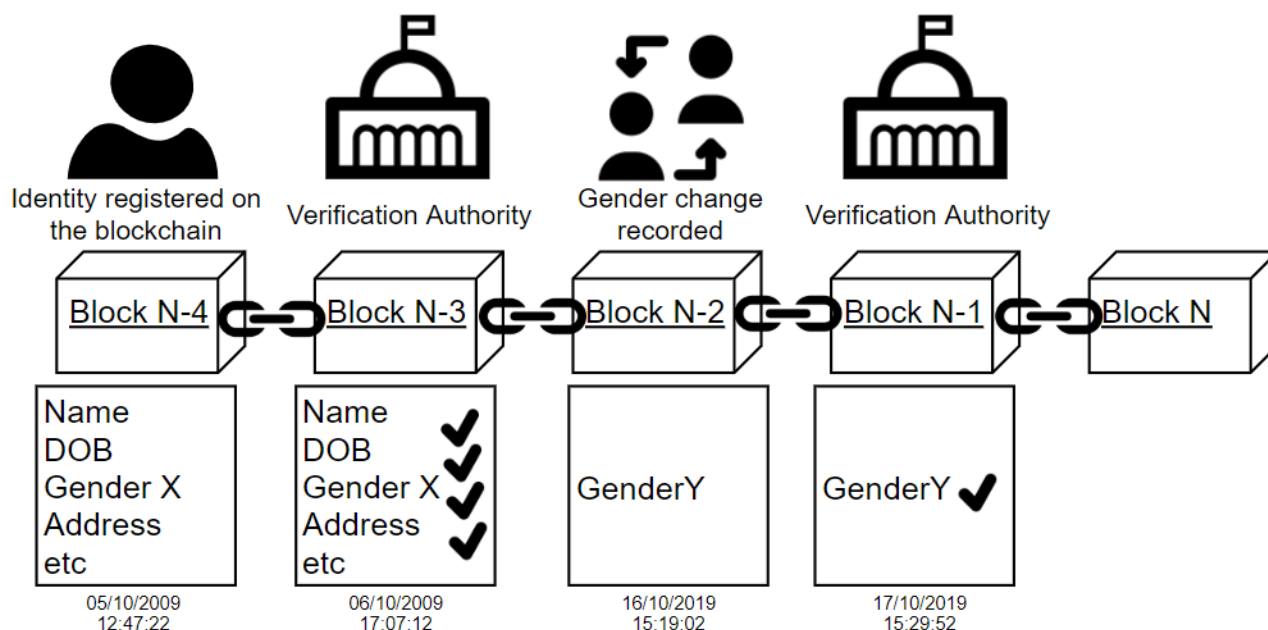 Identity registered on
the blockchain
Verification Authority
Gender change
recorded
Verification Authority
Block N-4
Block N-3
Block N-2
Block N-1
Block N
Name
DOB
Gender X
Address
etc
05/10/2009
12:47:22
Name
DOB
Gender X
Address
etc
06/10/2009
17:07:12
GenderY
16/10/2019
15:19:02
GenderY
17/10/2019
15:29:52